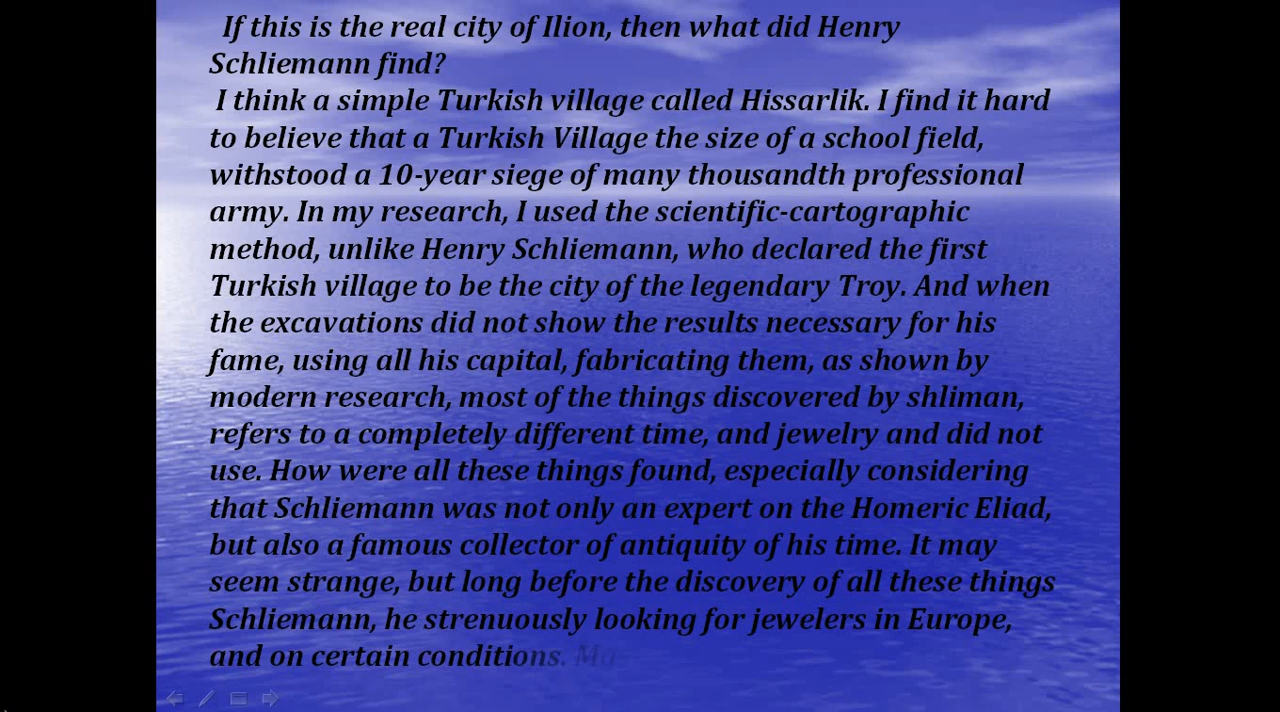 If this is the real city of Ilion, then what did Henry
Schliemann find?
I think a simple Turkish village called Hissarlik. I find it hard
to believe that a Turkish Village the size of a school field,
withstood a 10-year siege of many thousandth professional
army. In my research, I used the scientific-cartographic
method, unlike Henry Schliemann, who declared the first
Turkish village to be the city of the legendary Troy. And when
the excavations did not show the results necessary for his
fame, using all his capital, fabricating them, as shown by
modern research, most of the things discovered by shliman,
refers to a completely different time, and jewelry and did not
use. How were all these things found, especially considering
that Schliemann was not only an expert on the Homeric Eliad,
but also a famous collector of antiquity of his time. It may
seem strange, but long before the discovery of all these things
Schliemann, he strenuously looking for jewelers in Europe,
and on certain conditions.